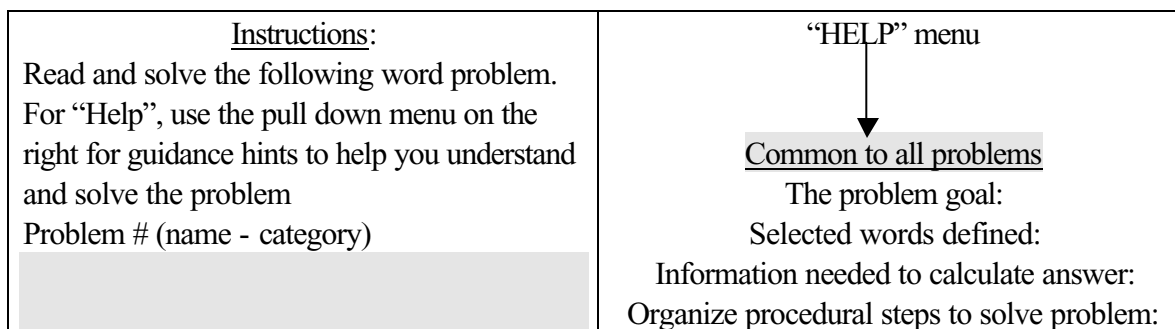 Instructions:
Read and solve the following word problem.
For “Help”, use the pull down menu on the
right for guidance hints to help you understand
and solve the problem
Problem # (name - category)
“HELP” menu
Common to all problems
The problem goal:
Selected words defined:
Information needed to calculate answer:
Organize procedural steps to solve problem: